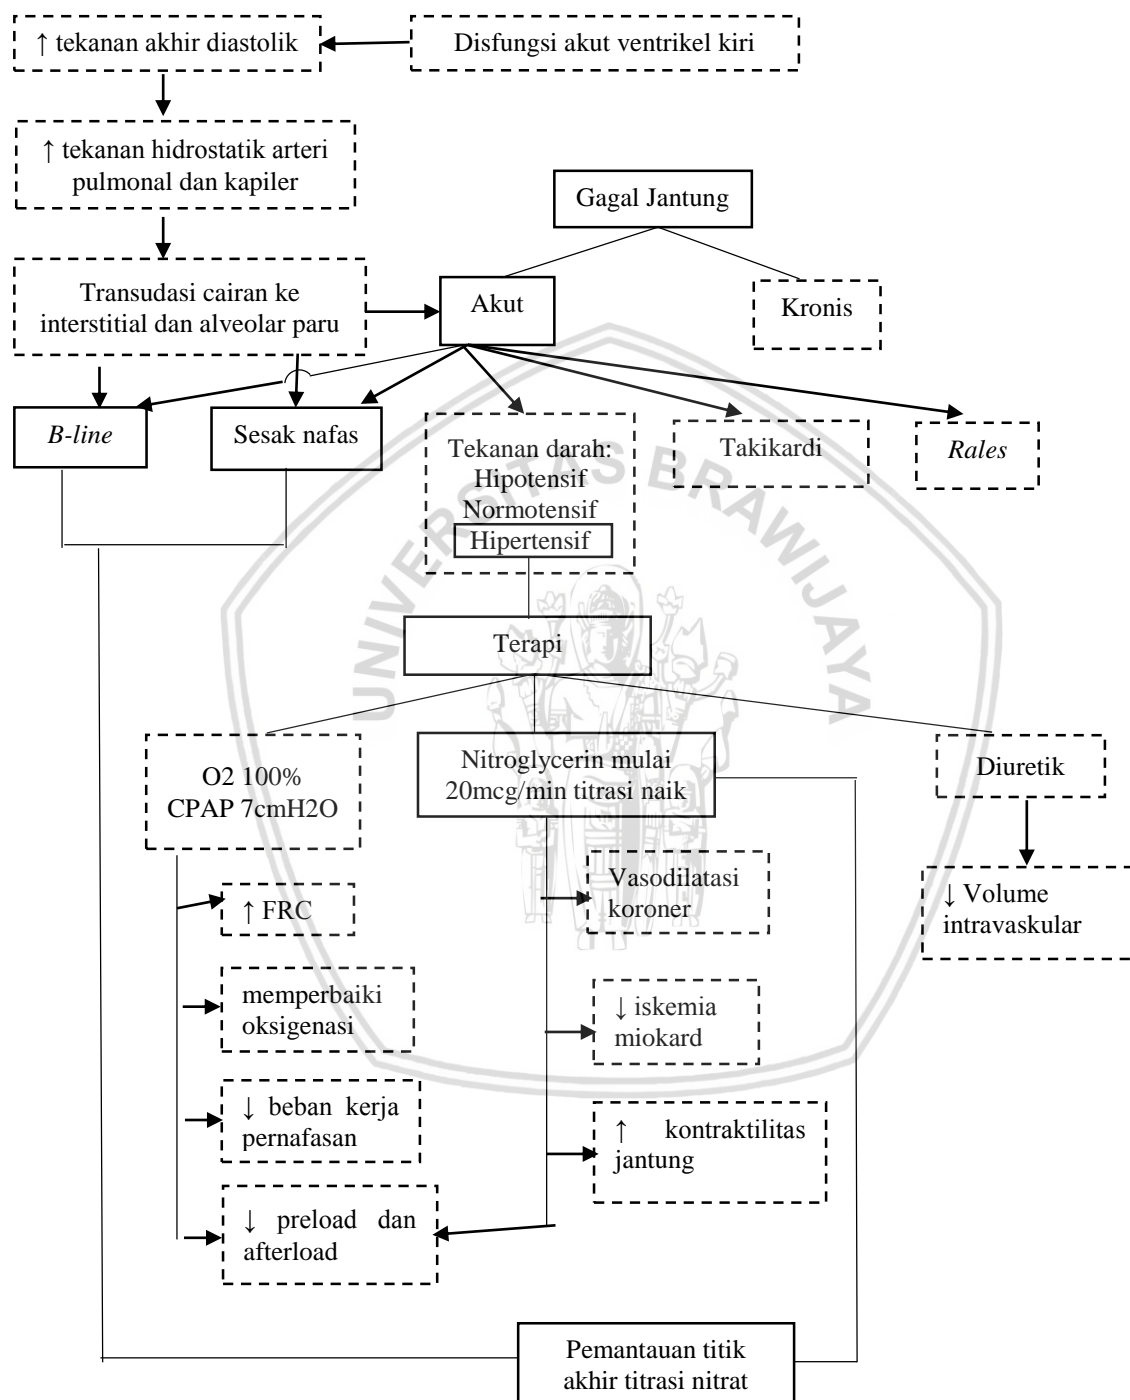 ↑ tekanan akhir diastolik
Disfungsi akut ventrikel kiri
↑ tekanan hidrostatik arteri
pulmonal dan kapiler
Gagal Jantung
Transudasi cairan ke
interstitial dan alveolar paru
Akut
Kronis
B-line
Sesak nafas
Tekanan darah:
Hipotensif
Normotensif
Hipertensif
Takikardi
Rales
UNIVERSITAS BRAWIJAYA
Terapi
O2 100%
CPAP 7cmH2O
Nitroglycerin mulai
20mcg/min titrasi naik
Diuretik
↑ FRC
Vasodilatasi
koroner
↓ Volume
intravaskular
memperbaiki
oksigenasi
↓ iskemia
miokard
↓ beban kerja
pernafasan
↑ kontraktilitas
jantung
↓ preload dan
afterload
Pemantauan titik
akhir titrasi nitrat